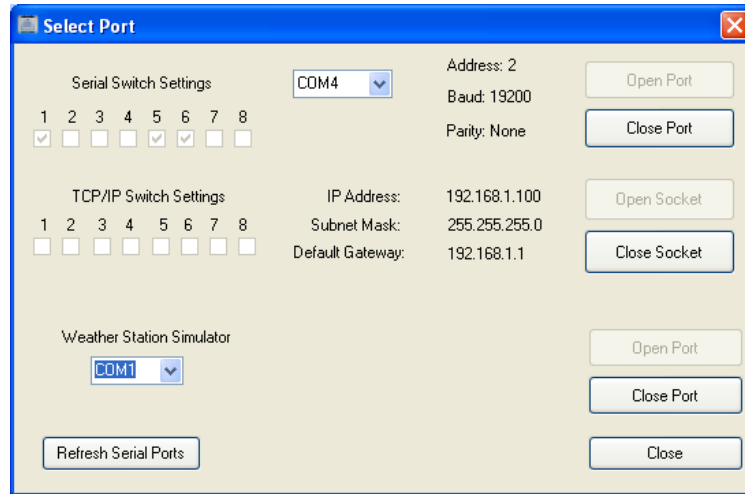 Select Port
Serial Switch Settings
1 2 3 4 5 6 7 8
COM4
Address: 2
Baud: 19200
Parity: None
Open Port
Close Port
TCP/IP Switch Settings
1 2 3 4 5 6 7 8
IP Address: 192.168.1.100
Subnet Mask: 255.255.255.0
Default Gateway: 192.168.1.1
Open Socket
Close Socket
Weather Station Simulator
COM1
Open Port
Close Port
Refresh Serial Ports
Close